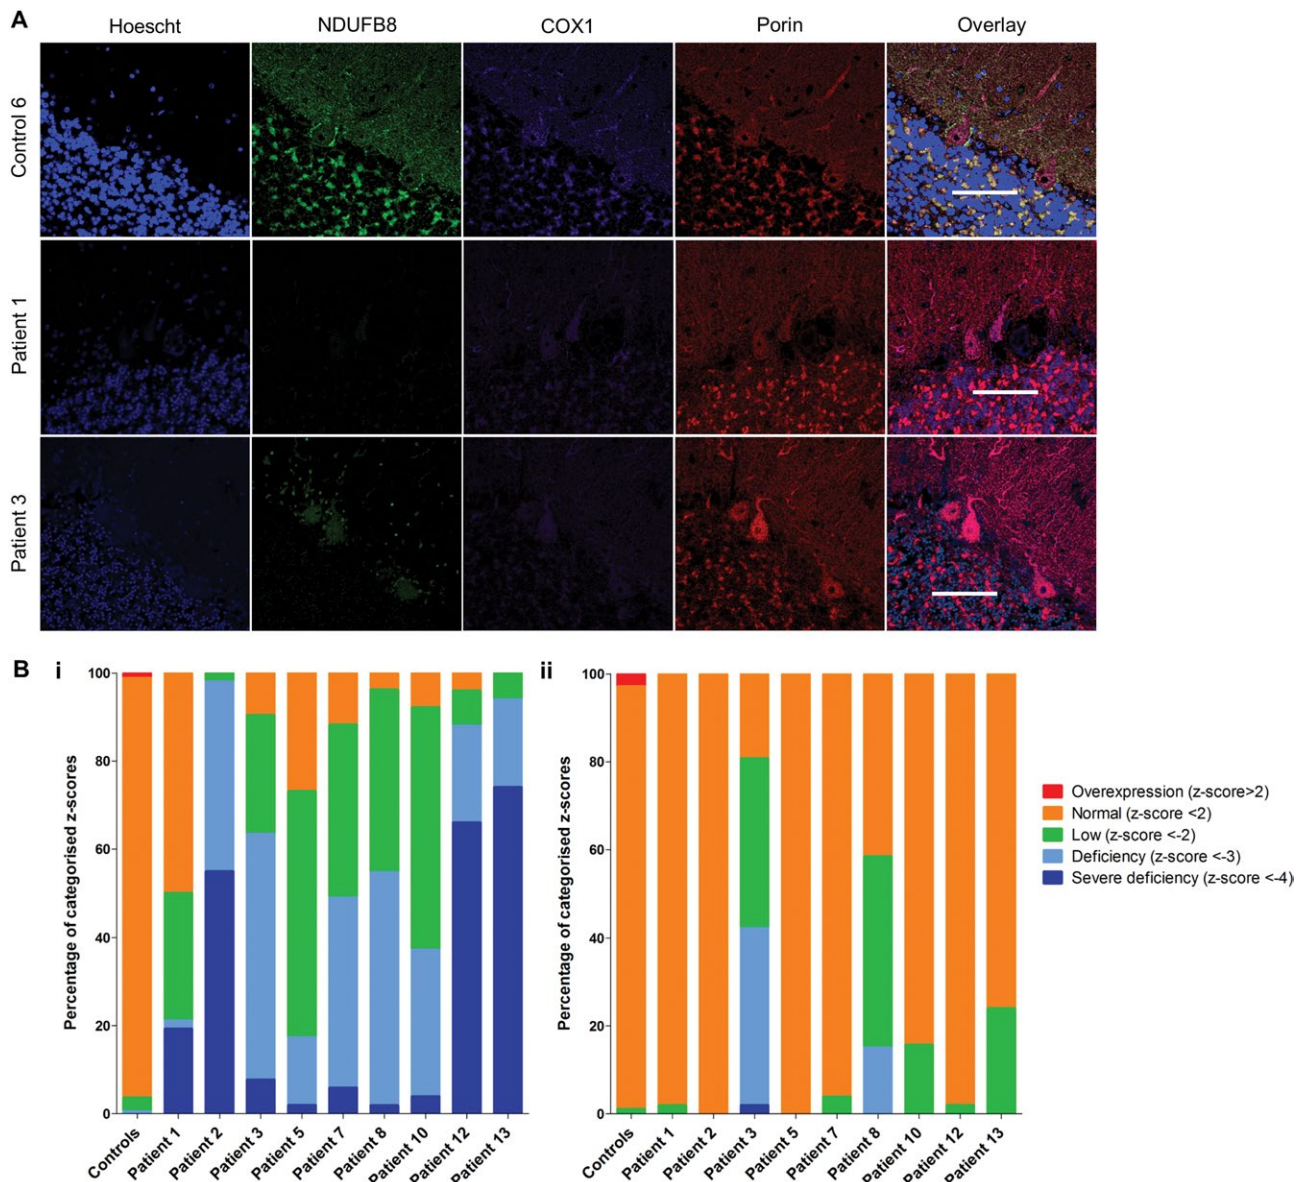 A
Hoescht NDUFB8 COX1 Porin Overlay
Control 6
Patient 1
Patient 3
B i ii
Percentage of categorised z-scores
100
80
60
40
20
0
Controls Patient 1 Patient 2 Patient 3 Patient 5 Patient 7 Patient 8 Patient 10 Patient 12 Patient 13
Percentage of categorised z-scores
100
80
60
40
20
0
Controls Patient 1 Patient 2 Patient 3 Patient 5 Patient 7 Patient 8 Patient 10 Patient 12 Patient 13
Overexpression (z-score>2)
Normal (z-score <2)
Low (z-score <-2)
Deficiency (z-score <-3)
Severe deficiency (z-score <-4)